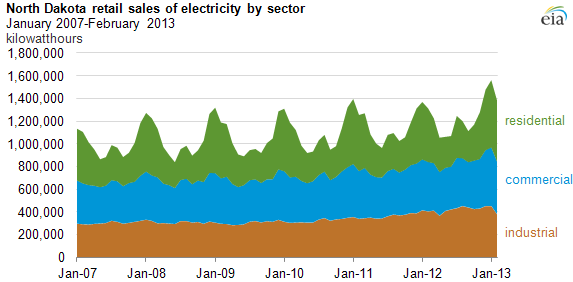 North Dakota retail sales of electricity by sector
January 2007-February 2013
kilowatthours
eia
1,800,000
1,600,000
1,400,000
1,200,000
1,000,000
800,000
600,000
400,000
200,000
0
residential
commercial
industrial
Jan-07 Jan-08 Jan-09 Jan-10 Jan-11 Jan-12 Jan-13